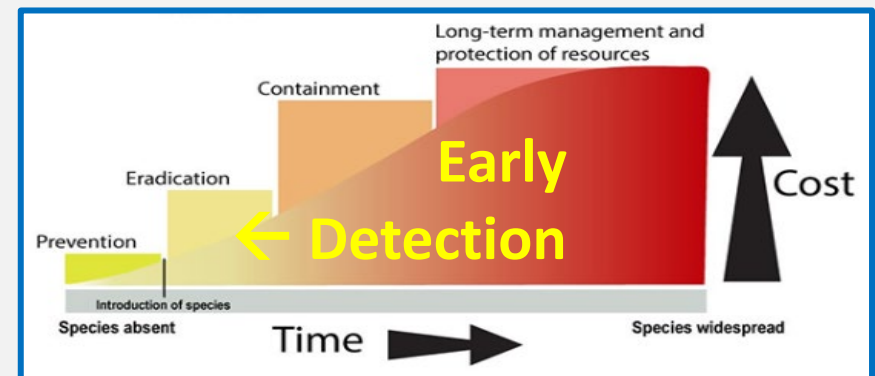 Long-term management and
protection of resources
Containment
Eradication
Prevention
Early
← Detection
Cost
Introduction of species
Species absent
Species widespread
Time